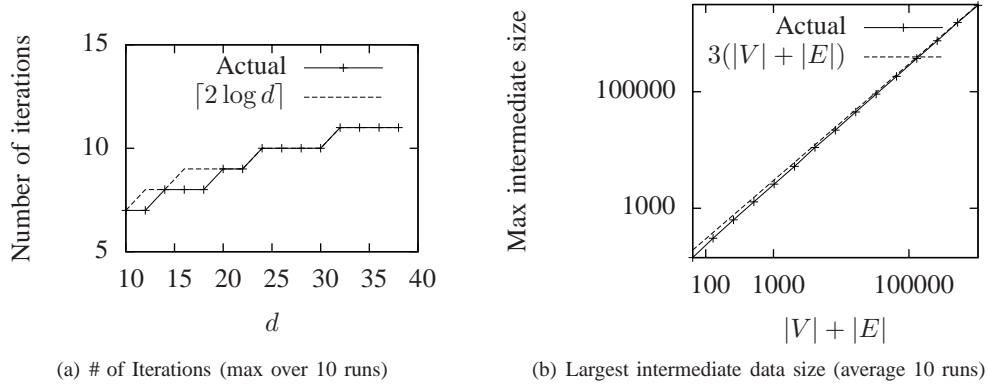 Number of iterations
15
10
5
Actual
⌈2 log d⌉
10 15 20 25 30 35 40
d
(a) # of Iterations (max over 10 runs)
Max intermediate size
100000
1000
Actual
3(|V| + |E|)
100 1000 100000
|V| + |E|
(b) Largest intermediate data size (average 10 runs)